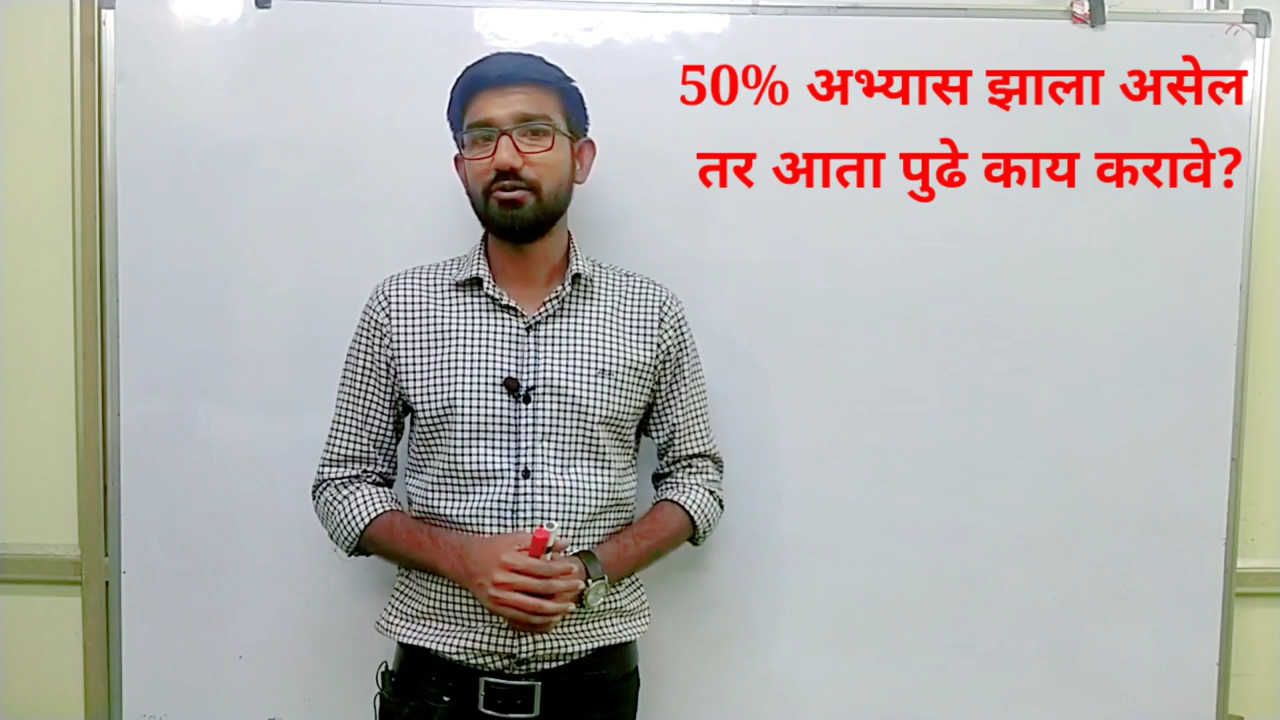 50% अभ्यास झाला असेल
तर आता पुढे काय करावे?